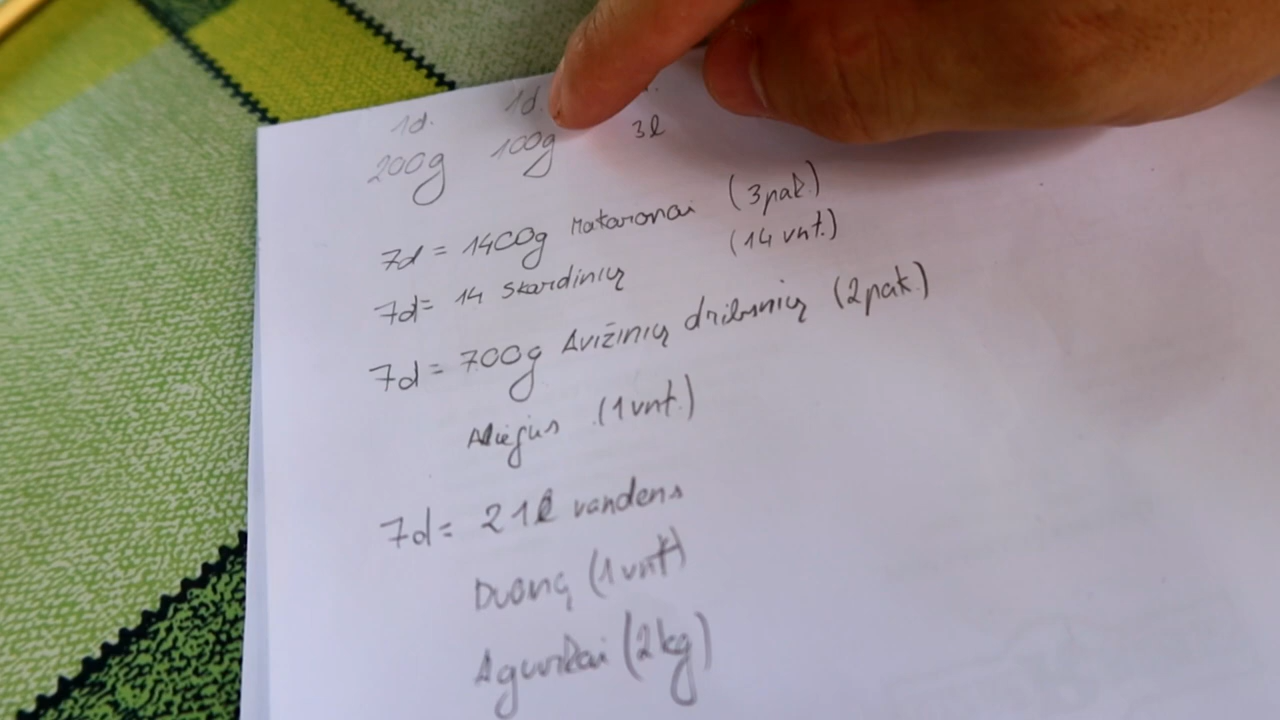 1d. 1d.
200g 100g 3l
7d = 1400g Makaronai (3pak.)
7d = 14 skardinių (14 vnt.)
7d = 700g Avižinių dribsnių (2pak.)
Aliejus (1vnt.)
7d = 21l vandens
Duoną (1vnt)
Agurkai (2kg)